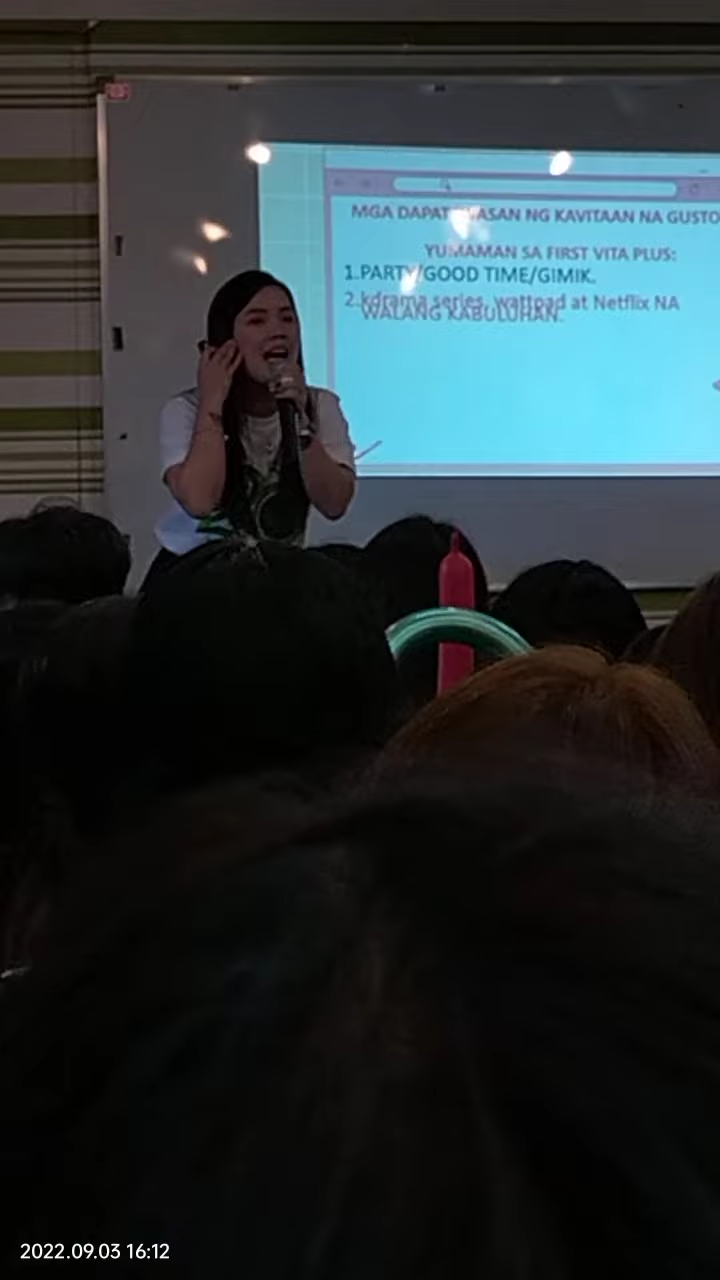 MGA DAPAT IWASAN NG KAVITAAN NA GUSTO
YUMAMAN SA FIRST VITA PLUS:
1.PARTY/GOOD TIME/GIMIK.
2.kdrama series, wattpad at Netflix NA
WALANG KABULUHAN.
2022.09.03 16:12